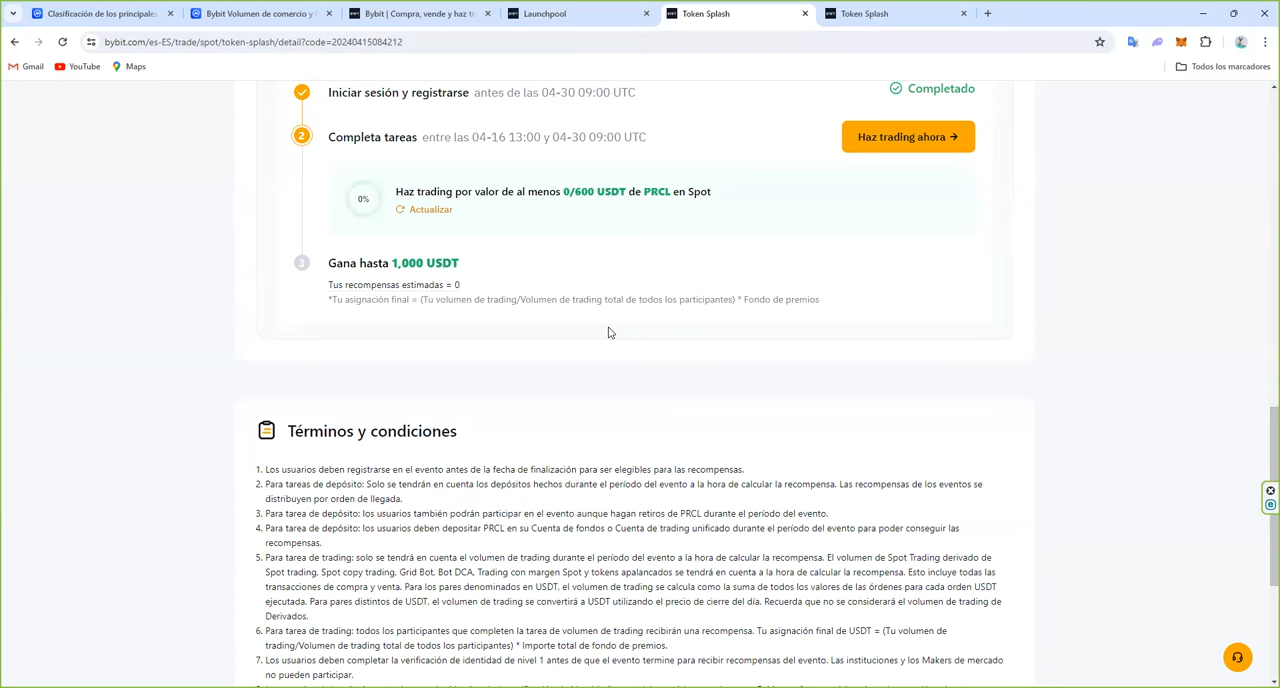 Clasificación de los principales
Bybit Volumen de comercio y
Bybit | Compra, vende y haz tr
Launchpool
Token Splash
Token Splash
bybit.com/es-ES/trade/spot/token-splash/detail?code=20240415084212
Gmail
YouTube
Maps
Todos los marcadores
Iniciar sesión y registrarse antes de las 04-30 09:00 UTC
Completado
2
Completa tareas entre las 04-16 13:00 y 04-30 09:00 UTC
Haz trading ahora →
0%
Haz trading por valor de al menos 0/600 USDT de PRCL en Spot
Actualizar
3
Gana hasta 1,000 USDT
Tus recompensas estimadas = 0
*Tu asignación final = (Tu volumen de trading/Volumen de trading total de todos los participantes) * Fondo de premios
Términos y condiciones
1. Los usuarios deben registrarse en el evento antes de la fecha de finalización para ser elegibles para las recompensas.
2. Para tareas de depósito: Solo se tendrán en cuenta los depósitos hechos durante el período del evento a la hora de calcular la recompensa. Las recompensas de los eventos se
distribuyen por orden de llegada.
3. Para tarea de depósito: los usuarios también podrán participar en el evento aunque hagan retiros de PRCL durante el período del evento.
4. Para tarea de depósito: los usuarios deben depositar PRCL en su Cuenta de fondos o Cuenta de trading unificado durante el período del evento para poder conseguir las
recompensas.
5. Para tarea de trading: solo se tendrá en cuenta el volumen de trading durante el período del evento a la hora de calcular la recompensa. El volumen de Spot Trading derivado de
Spot trading, Spot copy trading, Grid Bot, Bot DCA, Trading con margen Spot y tokens apalancados se tendrá en cuenta a la hora de calcular la recompensa. Esto incluye todas las
transacciones de compra y venta. Para los pares denominados en USDT, el volumen de trading se calcula como la suma de todos los valores de las órdenes para cada orden USDT
ejecutada. Para pares distintos de USDT, el volumen de trading se convertirá a USDT utilizando el precio de cierre del día. Recuerda que no se considerará el volumen de trading de
Derivados.
6. Para tarea de trading: todos los participantes que completen la tarea de volumen de trading recibirán una recompensa. Tu asignación final de USDT = (Tu volumen de
trading/Volumen de trading total de todos los participantes) * Importe total de fondo de premios.
7. Los usuarios deben completar la verificación de identidad de nivel 1 antes de que el evento termine para recibir recompensas del evento. Las instituciones y los Makers de mercado
no pueden participar.